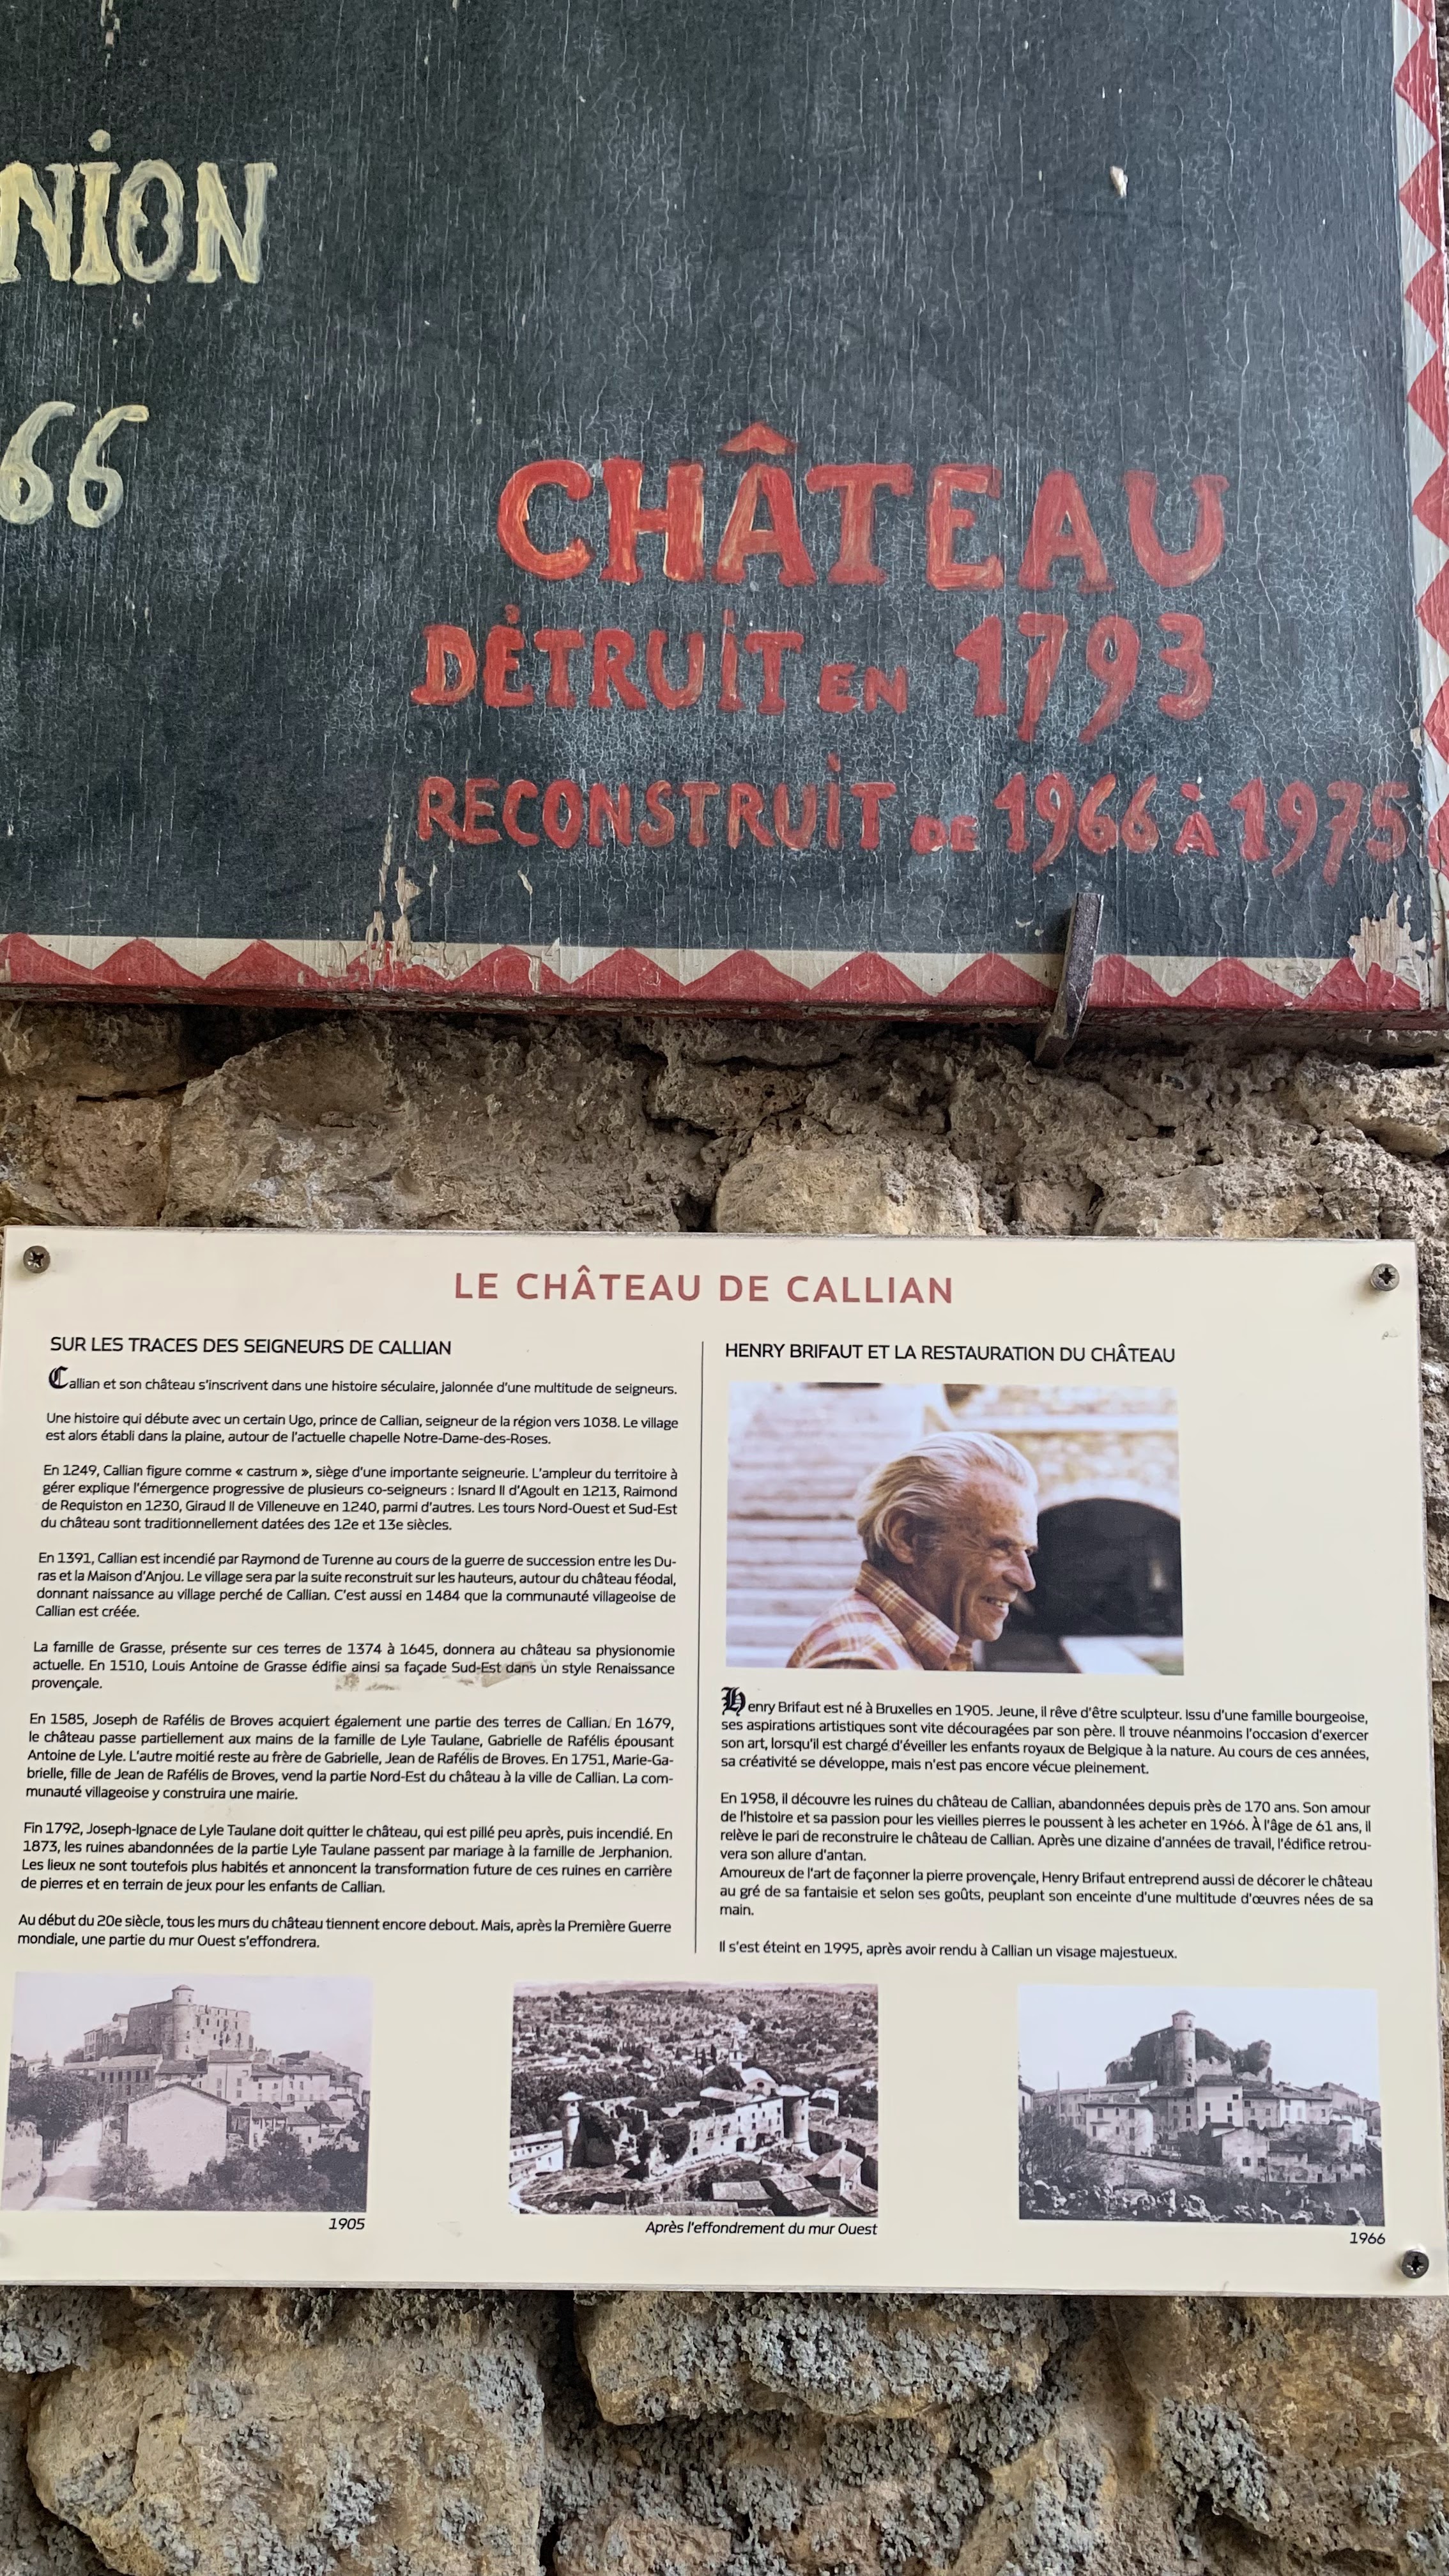 NION
66
CHÂTEAU
DÉTRUIT EN 1793
RECONSTRUIT DE 1966 À 1975
LE CHÂTEAU DE CALLIAN
SUR LES TRACES DES SEIGNEURS DE CALLIAN
Callian et son château s'inscrivent dans une histoire séculaire, jalonnée d'une multitude de seigneurs.
Une histoire qui débute avec un certain Ugo, prince de Callian, seigneur de la région vers 1038. Le village
est alors établi dans la plaine, autour de l'actuelle chapelle Notre-Dame-des-Roses.
En 1249, Callian figure comme « castrum », siège d'une importante seigneurie. L'ampleur du territoire à
gérer explique l'émergence progressive de plusieurs co-seigneurs : Isnard II d'Agoult en 1213, Raimond
de Requiston en 1230, Giraud II de Villeneuve en 1240, parmi d'autres. Les tours Nord-Ouest et Sud-Est
du château sont traditionnellement datées des 12e et 13e siècles.
En 1391, Callian est incendié par Raymond de Turenne au cours de la guerre de succession entre les Du-
ras et la Maison d'Anjou. Le village sera par la suite reconstruit sur les hauteurs, autour du château féodal,
donnant naissance au village perché de Callian. C'est aussi en 1484 que la communauté villageoise de
Callian est créée.
La famille de Grasse, présente sur ces terres de 1374 à 1645, donnera au château sa physionomie
actuelle. En 1510, Louis Antoine de Grasse édifie ainsi sa façade Sud-Est dans un style Renaissance
provençale.
En 1585, Joseph de Rafélis de Broves acquiert également une partie des terres de Callian. En 1679,
le château passe partiellement aux mains de la famille de Lyle Taulane, Gabrielle de Rafélis épousant
Antoine de Lyle. L'autre moitié reste au frère de Gabrielle, Jean de Rafélis de Broves. En 1751, Marie-Ga-
brielle, fille de Jean de Rafélis de Broves, vend la partie Nord-Est du château à la ville de Callian. La com-
munauté villageoise y construira une mairie.
Fin 1792, Joseph-Ignace de Lyle Taulane doit quitter le château, qui est pillé peu après, puis incendié. En
1873, les ruines abandonnées de la partie Lyle Taulane passent par mariage à la famille de Jerphanion.
Les lieux ne sont toutefois plus habités et annoncent la transformation future de ces ruines en carrière
de pierres et en terrain de jeux pour les enfants de Callian.
Au début du 20e siècle, tous les murs du château tiennent encore debout. Mais, après la Première Guerre
mondiale, une partie du mur Ouest s'effondrera.
HENRY BRIFAUT ET LA RESTAURATION DU CHÂTEAU
Henry Brifaut est né à Bruxelles en 1905. Jeune, il rêve d'être sculpteur. Issu d'une famille bourgeoise,
ses aspirations artistiques sont vite découragées par son père. Il trouve néanmoins l'occasion d'exercer
son art, lorsqu'il est chargé d'éveiller les enfants royaux de Belgique à la nature. Au cours de ces années,
sa créativité se développe, mais n'est pas encore vécue pleinement.
En 1958, il découvre les ruines du château de Callian, abandonnées depuis près de 170 ans. Son amour
de l'histoire et sa passion pour les vieilles pierres le poussent à les acheter en 1966. À l'âge de 61 ans, il
relève le pari de reconstruire le château de Callian. Après une dizaine d'années de travail, l'édifice retrou-
vera son allure d'antan.
Amoureux de l'art de façonner la pierre provençale, Henry Brifaut entreprend aussi de décorer le château
au gré de sa fantaisie et selon ses goûts, peuplant son enceinte d'une multitude d'œuvres nées de sa
main.
Il s'est éteint en 1995, après avoir rendu à Callian un visage majestueux.
1905
Après l'effondrement du mur Ouest
1966